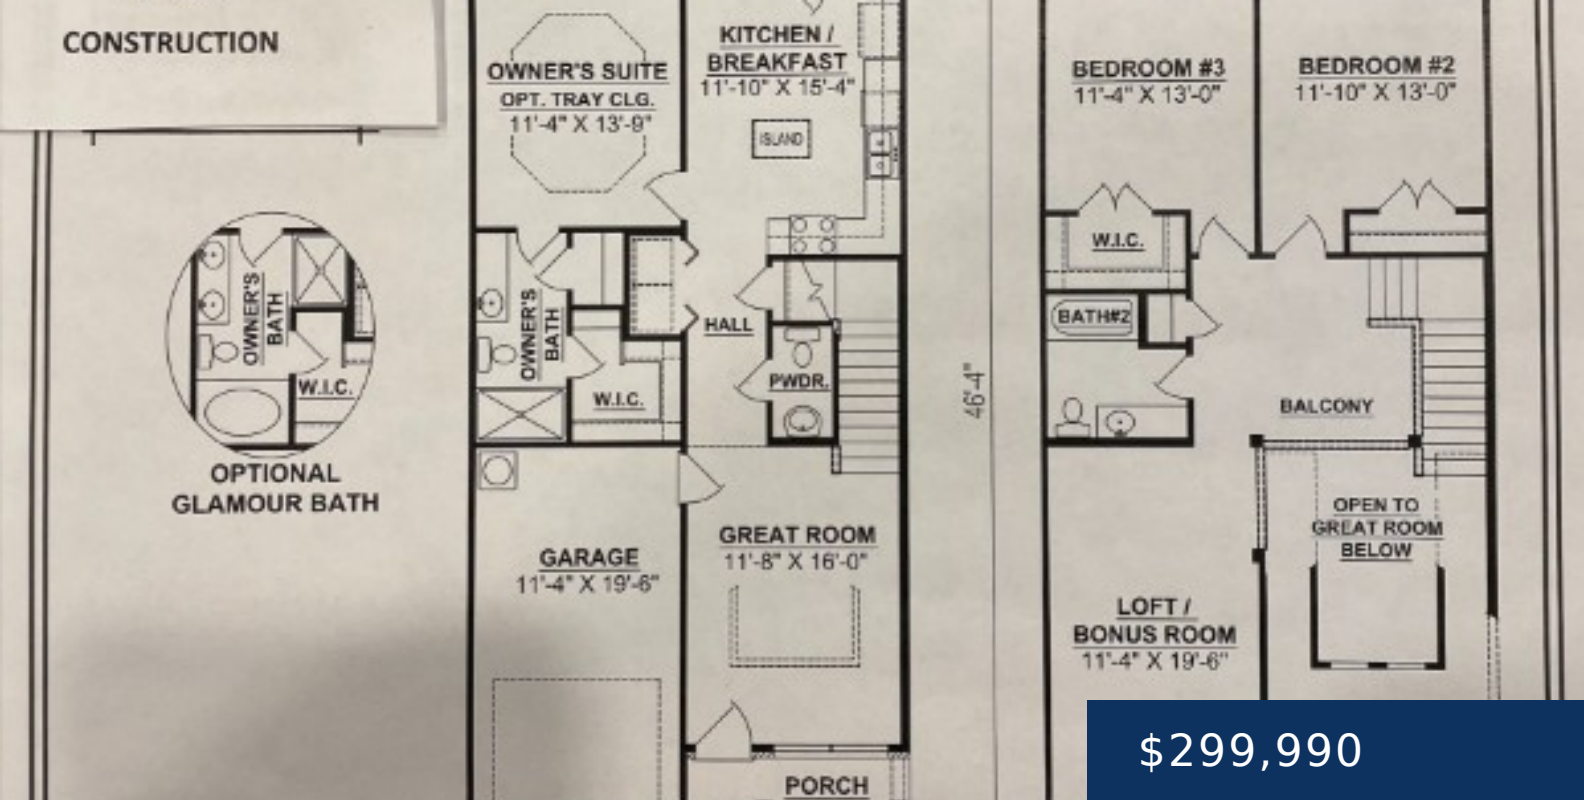 CONSTRUCTION
OWNER'S SUITE
OPT. TRAY CLG.
11'-4" X 13'-9"
KITCHEN /
BREAKFAST
11'-10" X 15'-4"
ISLAND
BEDROOM #3
11'-4" X 13'-0"
BEDROOM #2
11'-10" X 13'-0"
OWNER'S
BATH
W.I.C.
OPTIONAL
GLAMOUR BATH
OWNER'S
BATH
W.I.C.
HALL
PWDR.
46'-4"
W.I.C.
BATH#2
BALCONY
GARAGE
11'-4" X 19'-6"
GREAT ROOM
11'-8" X 16'-0"
PORCH
OPEN TO
GREAT ROOM
BELOW
LOFT /
BONUS ROOM
11'-4" X 19'-6"
$299,990